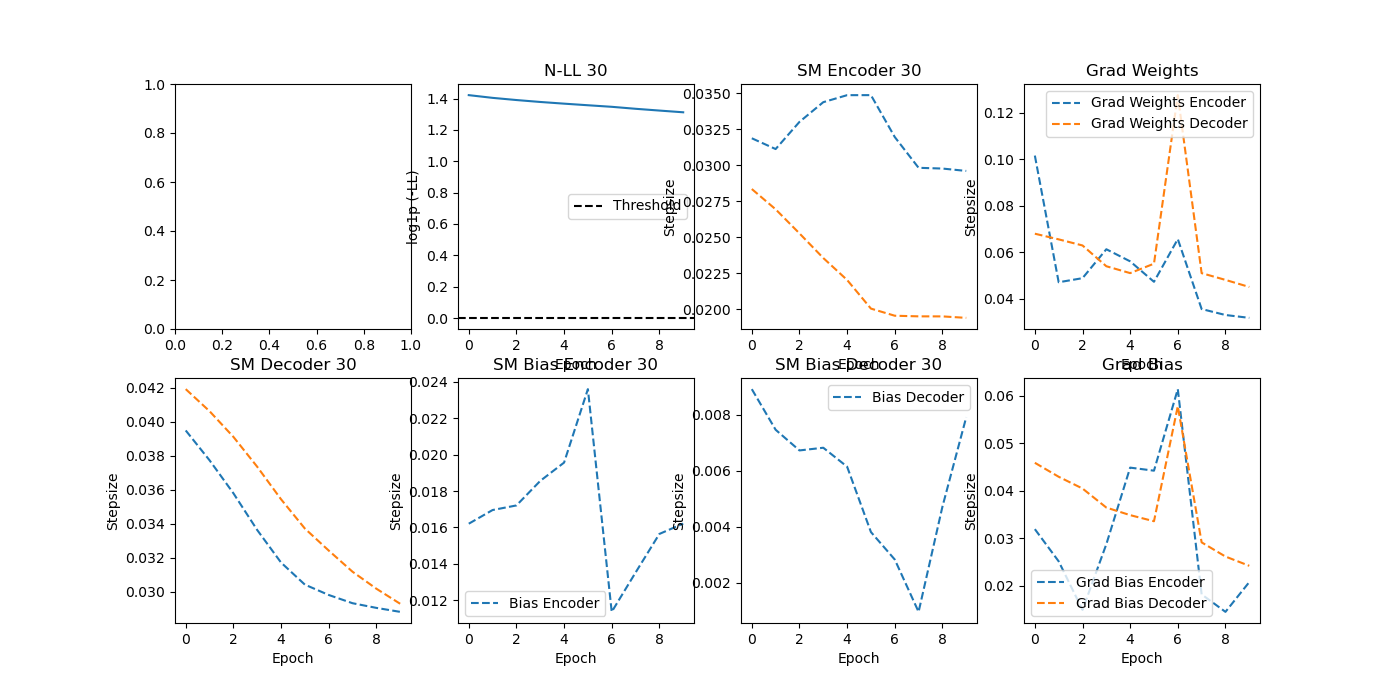 N-LL 30
SM Encoder 30
Grad Weights
1.0
0.8
0.6
0.4
0.2
0.0
0.0 0.2 0.4 0.6 0.8 1.0
log1p (-LL)
1.4
1.2
1.0
0.8
0.6
0.4
0.2
0.0
Threshold
0 2 4 6 8
Epoch
Stepsize
0.0350
0.0325
0.0300
0.0275
0.0250
0.0225
0.0200
0 2 4 6 8
Epoch
Stepsize
0.12
0.10
0.08
0.06
0.04
Grad Weights Encoder
Grad Weights Decoder
0 2 4 6 8
Epoch
SM Decoder 30
SM Bias Encoder 30
SM Bias Decoder 30
Grad Bias
Stepsize
0.042
0.040
0.038
0.036
0.034
0.032
0.030
0 2 4 6 8
Epoch
Stepsize
0.024
0.022
0.020
0.018
0.016
0.014
0.012
Bias Encoder
0 2 4 6 8
Epoch
Stepsize
0.008
0.006
0.004
0.002
Bias Decoder
0 2 4 6 8
Epoch
Stepsize
0.06
0.05
0.04
0.03
0.02
Grad Bias Encoder
Grad Bias Decoder
0 2 4 6 8
Epoch